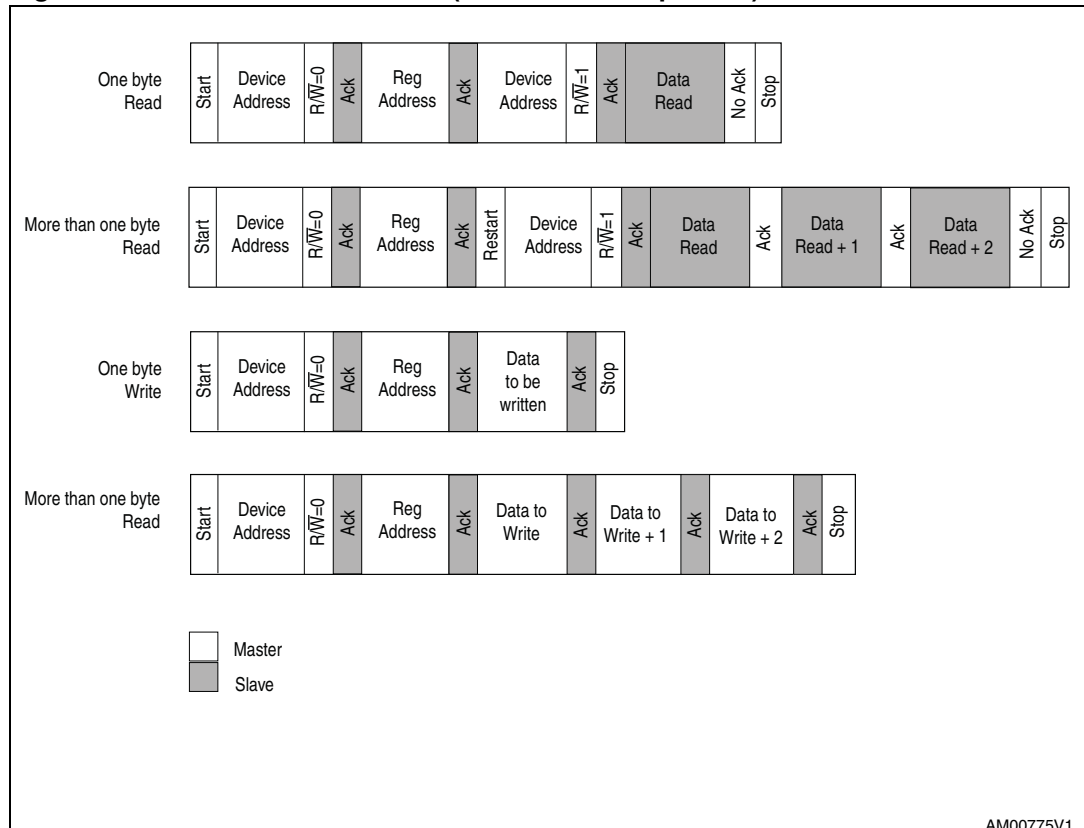 One byte
Read
Start
Device
Address
R/W̅=0
Ack
Reg
Address
Ack
Device
Address
R/W̅=1
Ack
Data
Read
No Ack
Stop
More than one byte
Read
Start
Device
Address
R/W̅=0
Ack
Reg
Address
Ack
Restart
Device
Address
R/W̅=1
Ack
Data
Read
Ack
Data
Read + 1
Ack
Data
Read + 2
No Ack
Stop
One byte
Write
Start
Device
Address
R/W̅=0
Ack
Reg
Address
Ack
Data
to be
written
Ack
Stop
More than one byte
Read
Start
Device
Address
R/W̅=0
Ack
Reg
Address
Ack
Data to
Write
Ack
Data to
Write + 1
Ack
Data to
Write + 2
Ack
Stop
Master
Slave
AM00775V1